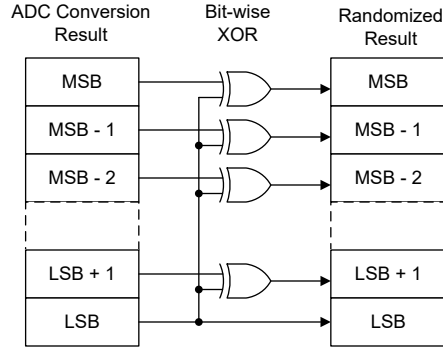 ADC Conversion Result
Bit-wise XOR
Randomized Result
MSB
MSB
MSB - 1
MSB - 1
MSB - 2
MSB - 2
LSB + 1
LSB + 1
LSB
LSB